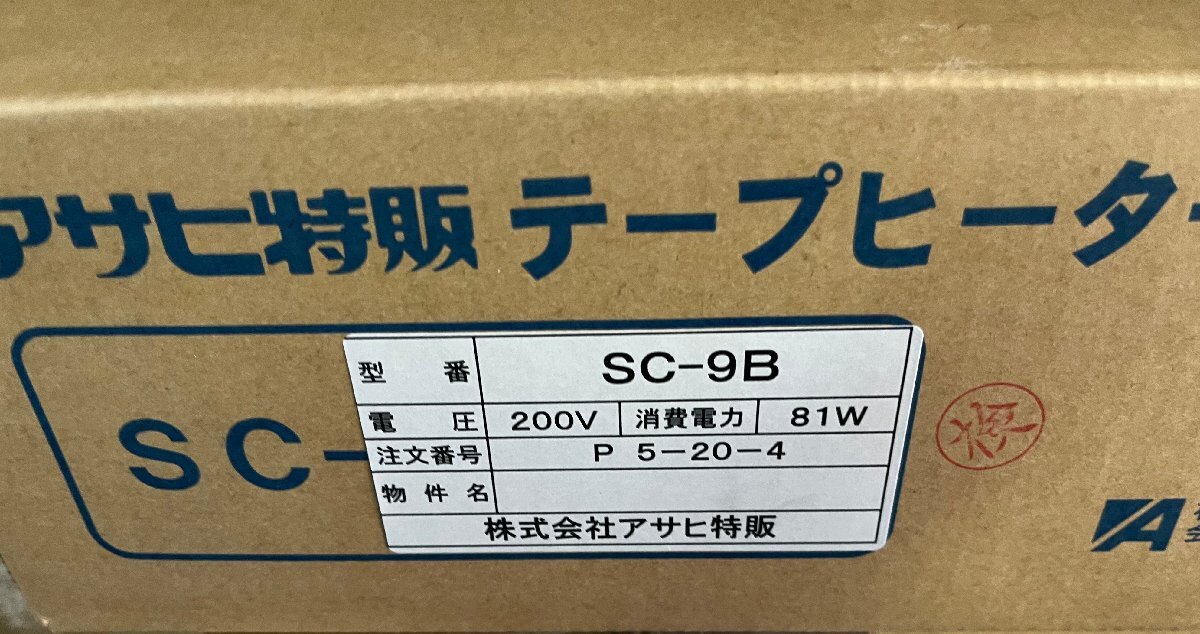 アサヒ特販 テープヒータ
SC-
型番 SC-9B
電圧 200V 消費電力 81W
注文番号 P 5-20-4
物件名
株式会社アサヒ特販